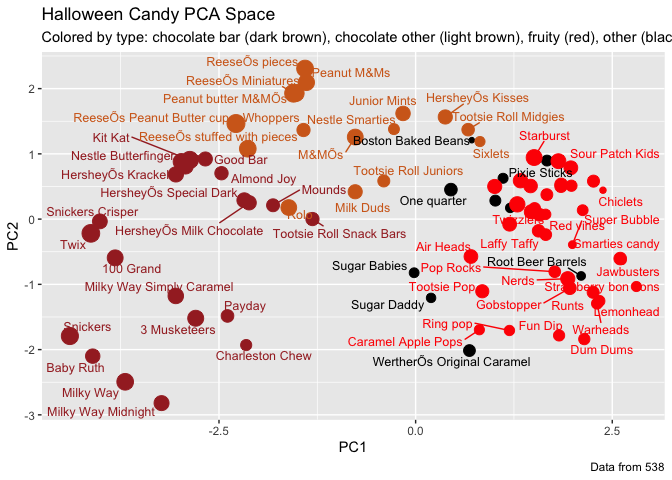 Halloween Candy PCA Space
Colored by type: chocolate bar (dark brown), chocolate other (light brown), fruity (red), other (blac
ReeseÕs pieces
Peanut M&Ms
ReeseÕs Miniatures
Peanut butter M&MÕs
Junior Mints
HersheyÕs Kisses
ReeseÕs Peanut Butter cup
Whoppers
Nestle Smarties
Tootsie Roll Midgies
Kit Kat
ReeseÕs stuffed with pieces
Boston Baked Beans
Starburst
M&MÕs
Sixlets
Sour Patch Kids
Nestle Butterfinger
Good Bar
HersheyÕs Krackel
Almond Joy
Tootsie Roll Juniors
Pixie Sticks
HersheyÕs Special Dark
Mounds
One quarter
Chiclets
Snickers Crisper
Rolo
Milk Duds
Twizzlers
Red vines
Super Bubble
HersheyÕs Milk Chocolate
Tootsie Roll Snack Bars
Twix
Air Heads
Laffy Taffy
Smarties candy
100 Grand
Sugar Babies
Pop Rocks
Root Beer Barrels
Jawbusters
Milky Way Simply Caramel
Tootsie Pop
Nerds
Strawberry bon bons
Payday
Sugar Daddy
Gobstopper
Runts
Lemonhead
Snickers
3 Musketeers
Ring pop
Fun Dip
Warheads
Charleston Chew
Caramel Apple Pops
Dum Dums
Baby Ruth
WertherÕs Original Caramel
Milky Way
Milky Way Midnight
2
1
0
-1
-2
-3
PC2
-2.5
0.0
2.5
PC1
Data from 538